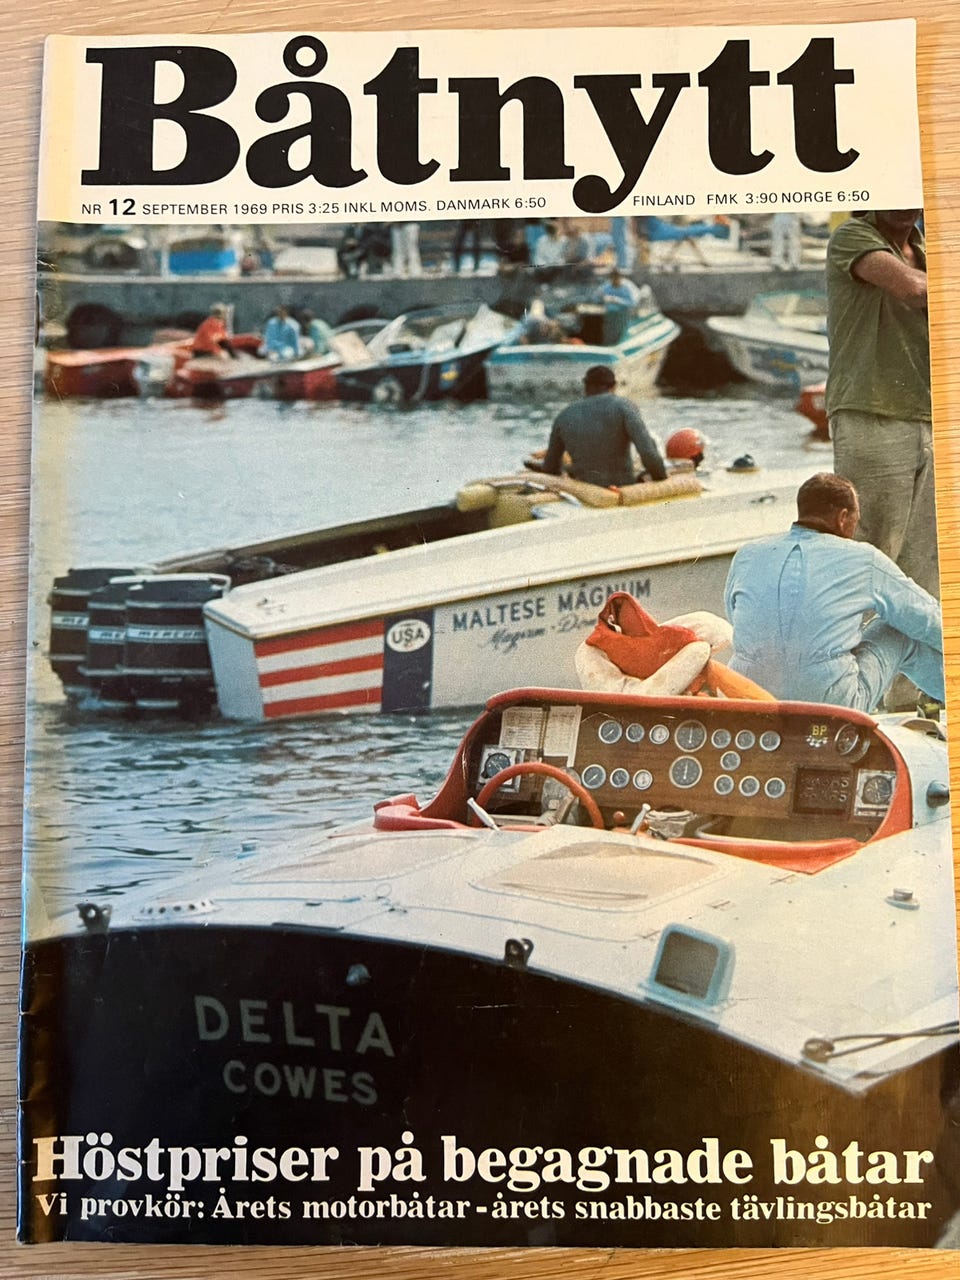 Båtnytt
NR 12 SEPTEMBER 1969 PRIS 3:25 INKL MOMS. DANMARK 6:50 FINLAND FMK 3:90 NORGE 6:50
MALTESE MAGNUM
USA
BP
DELTA
COWES
Höstpriser på begagnade båtar
Vi provkör: Årets motorbåtar - årets snabbaste tävlingsbåtar